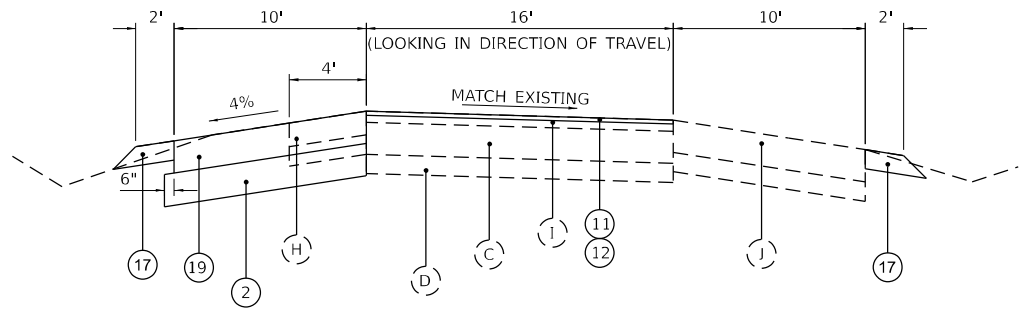 2' 10' 16' 10' 2'
(LOOKING IN DIRECTION OF TRAVEL)
4'
4% MATCH EXISTING
6"
17 19 2 H D C I 11 J 17
12